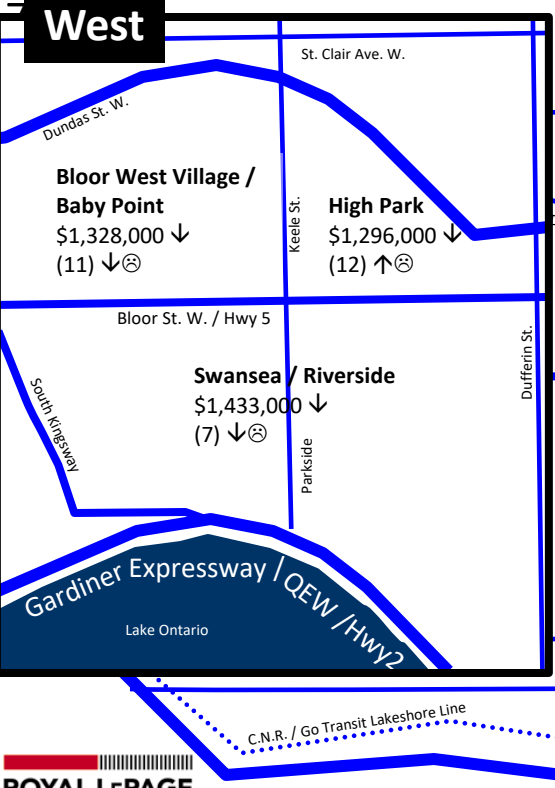 West
St. Clair Ave. W.
Dundas St. W.
Bloor West Village /
Baby Point
$1,328,000 ↓
(11) ↓☹
Keele St.
High Park
$1,296,000 ↓
(12) ↑☹
Bloor St. W. / Hwy 5
Dufferin St.
South Kingsway
Swansea / Riverside
$1,433,000 ↓
(7) ↓☹
Parkside
Gardiner Expressway / QEW /Hwy2
Lake Ontario
C.N.R. / Go Transit Lakeshore Line
ROYAL LEPAGE